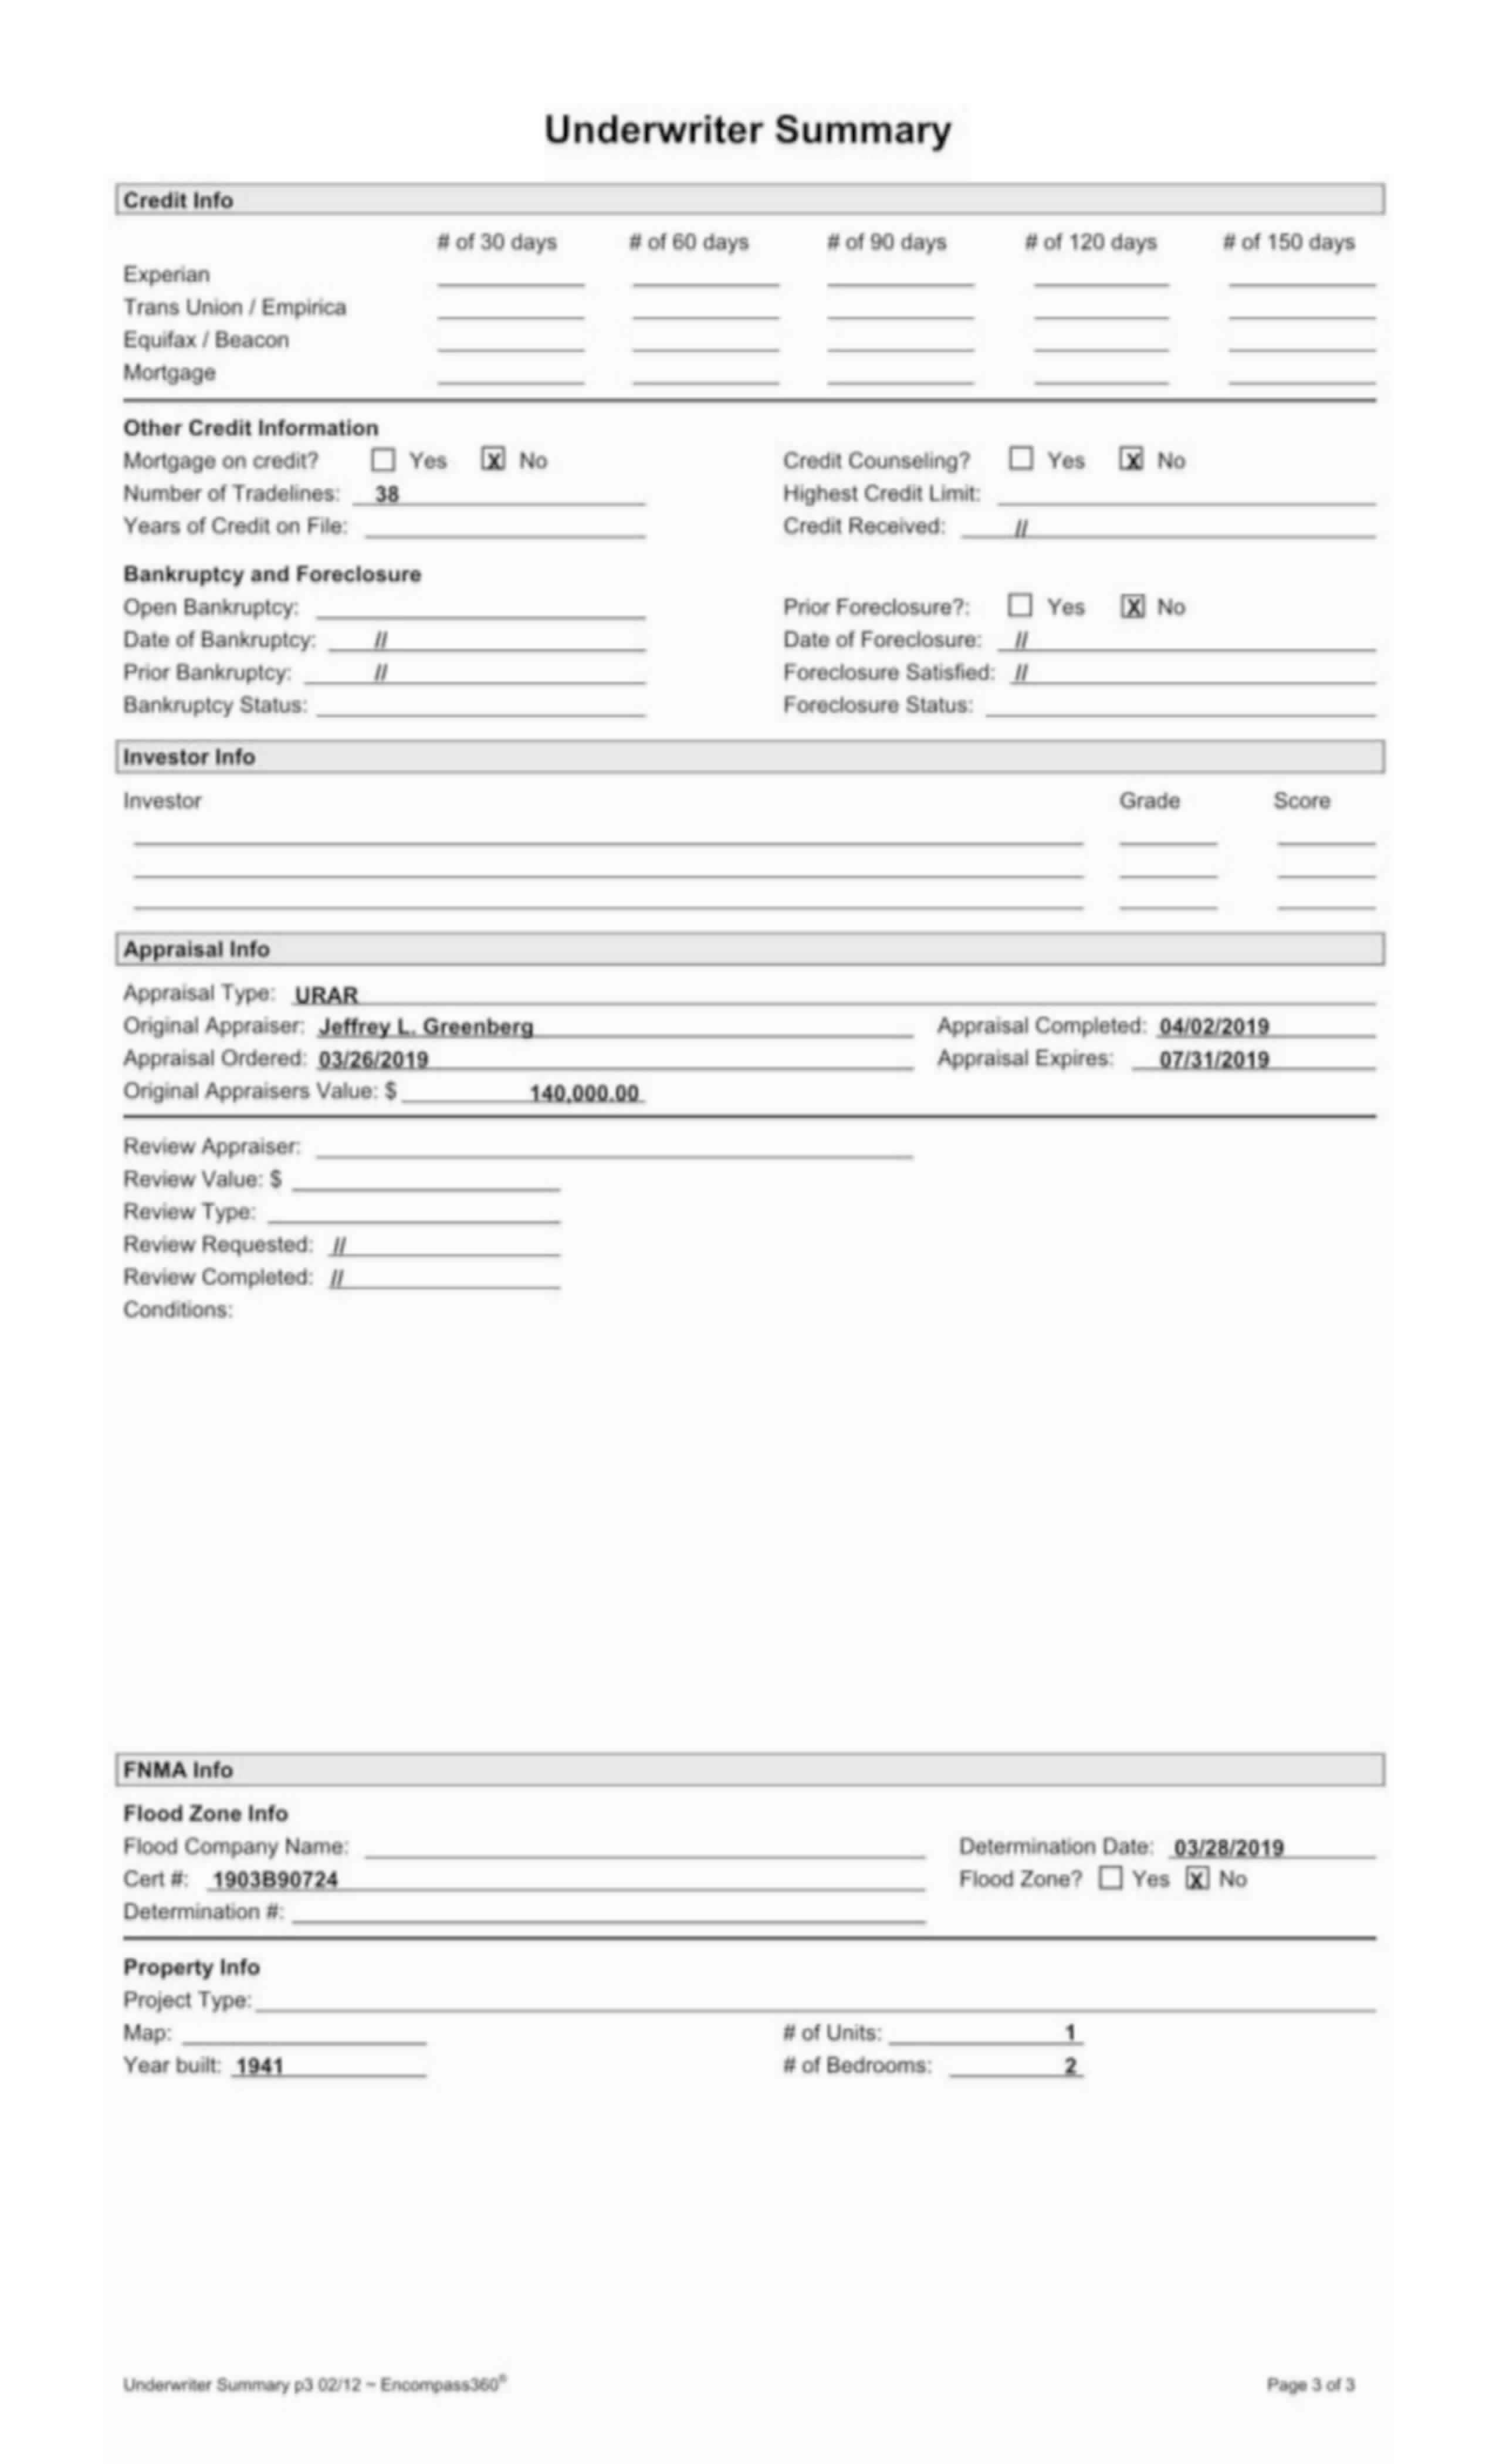 Underwriter Summary
Credit Info
# of 30 days # of 60 days # of 90 days # of 120 days # of 150 days
Experian
Trans Union / Empirica
Equifax / Beacon
Mortgage
Other Credit Information
Mortgage on credit? Yes X No Credit Counseling? Yes X No
Number of Tradelines: 38 Highest Credit Limit:
Years of Credit on File: Credit Received: //
Bankruptcy and Foreclosure
Open Bankruptcy: Prior Foreclosure?: Yes X No
Date of Bankruptcy: // Date of Foreclosure: //
Prior Bankruptcy: // Foreclosure Satisfied: //
Bankruptcy Status: Foreclosure Status:
Investor Info
Investor Grade Score
Appraisal Info
Appraisal Type: URAR
Original Appraiser: Jeffrey L. Greenberg Appraisal Completed: 04/02/2019
Appraisal Ordered: 03/26/2019 Appraisal Expires: 07/31/2019
Original Appraisers Value: $ 140,000.00
Review Appraiser:
Review Value: $
Review Type:
Review Requested: //
Review Completed: //
Conditions:
FNMA Info
Flood Zone Info
Flood Company Name: Determination Date: 03/28/2019
Cert #: 1903B90724 Flood Zone? Yes X No
Determination #:
Property Info
Project Type:
Map: # of Units: 1
Year built: 1941 # of Bedrooms: 2
Underwriter Summary p3 02/12 ~ Encompass360® Page 3 of 3